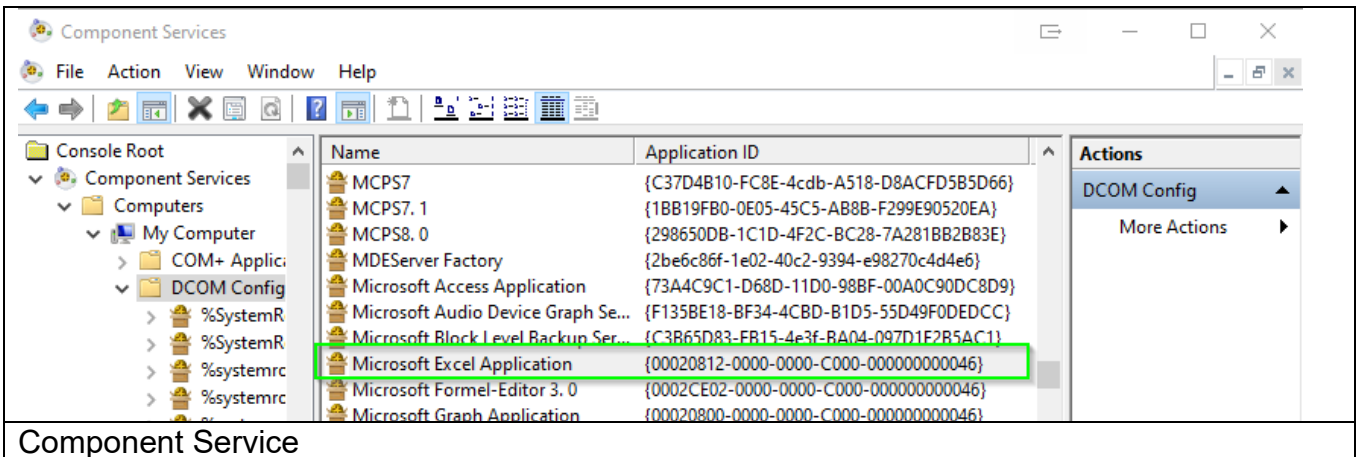 Component Services
File Action View Window Help
Console Root
Component Services
Computers
My Computer
COM+ Applic
DCOM Config
%SystemR
%SystemR
%systemrc
%systemrc
Name Application ID
MCPS7 {C37D4B10-FC8E-4cdb-A518-D8ACFD5B5D66}
MCPS7. 1 {1BB19FB0-0E05-45C5-AB8B-F299E90520EA}
MCPS8. 0 {298650DB-1C1D-4F2C-BC28-7A281BB2B83E}
MDEServer Factory {2be6c86f-1e02-40c2-9394-e98270c4d4e6}
Microsoft Access Application {73A4C9C1-D68D-11D0-98BF-00A0C90DC8D9}
Microsoft Audio Device Graph Se... {F135BE18-BF34-4CBD-B1D5-55D49F0DEDCC}
Microsoft Block Level Backup Ser... {C3B65D83-FB15-4e3f-BA04-097D1F2B5AC1}
Microsoft Excel Application {00020812-0000-0000-C000-000000000046}
Microsoft Formel-Editor 3. 0 {0002CE02-0000-0000-C000-000000000046}
Microsoft Graph Application {00020800-0000-0000-C000-000000000046}
Actions
DCOM Config
More Actions
Component Service